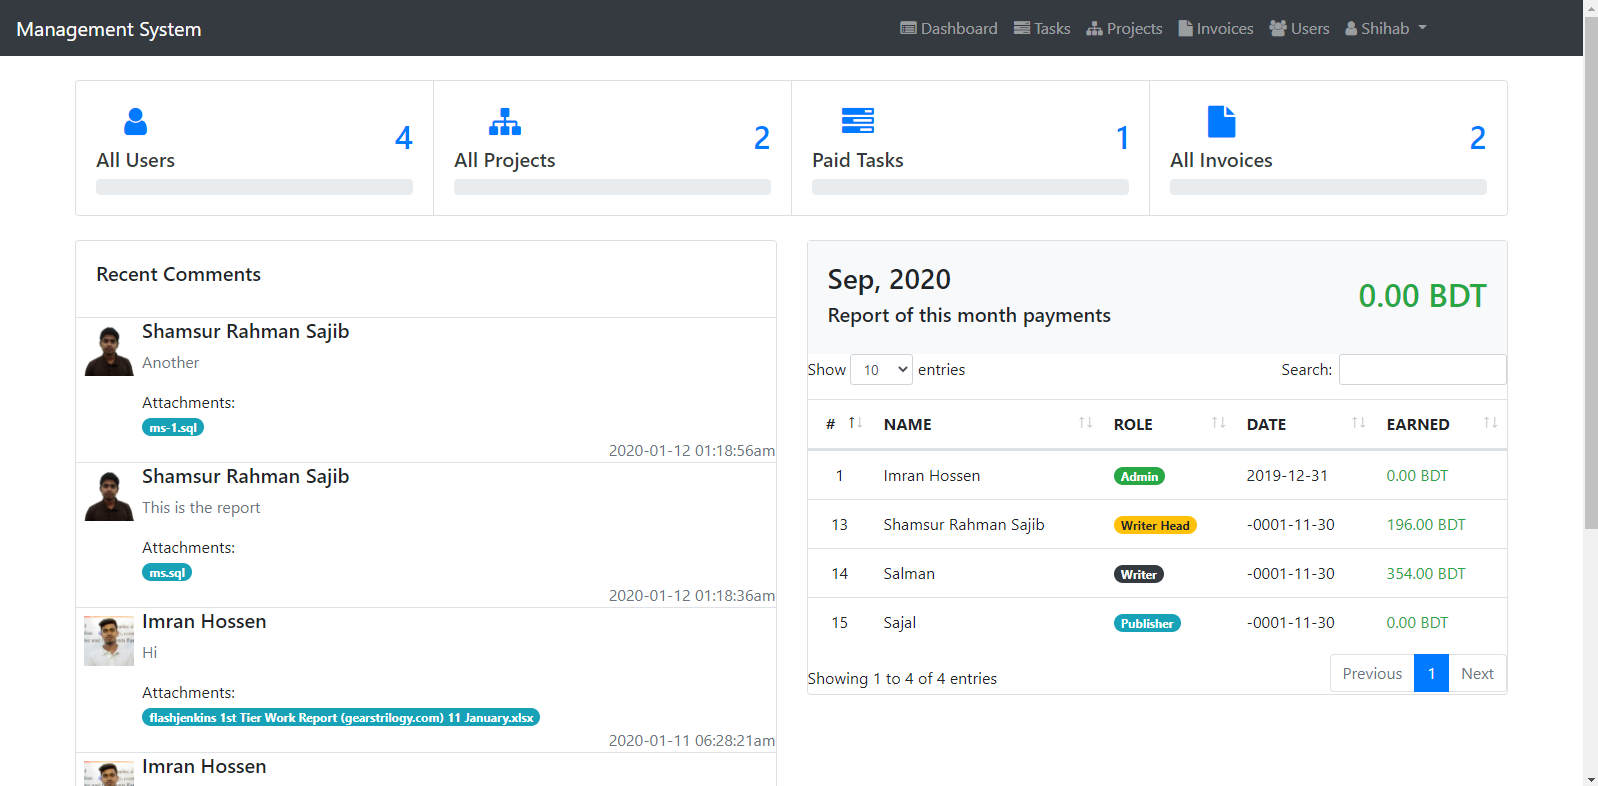 Management System
Dashboard Tasks Projects Invoices Users Shihab
4
All Users
2
All Projects
1
Paid Tasks
2
All Invoices
Recent Comments
Shamsur Rahman Sajib
Another
Attachments:
ms-1.sql
2020-01-12 01:18:56am
Shamsur Rahman Sajib
This is the report
Attachments:
ms.sql
2020-01-12 01:18:36am
Imran Hossen
Hi
Attachments:
flashjenkins 1st Tier Work Report (gearstrilogy.com) 11 January.xlsx
2020-01-11 06:28:21am
Imran Hossen
Sep, 2020
Report of this month payments
0.00 BDT
Show 10 entries Search:
# NAME ROLE DATE EARNED
1 Imran Hossen Admin 2019-12-31 0.00 BDT
13 Shamsur Rahman Sajib Writer Head -0001-11-30 196.00 BDT
14 Salman Writer -0001-11-30 354.00 BDT
15 Sajal Publisher -0001-11-30 0.00 BDT
Showing 1 to 4 of 4 entries
Previous 1 Next